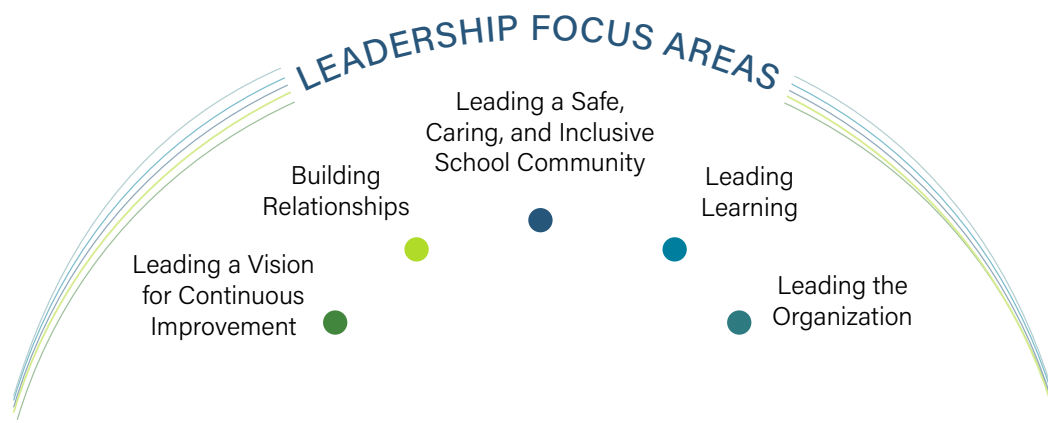 LEADERSHIP FOCUS AREAS
Leading a Vision
for Continuous
Improvement
Building
Relationships
Leading a Safe,
Caring, and Inclusive
School Community
Leading
Learning
Leading the
Organization